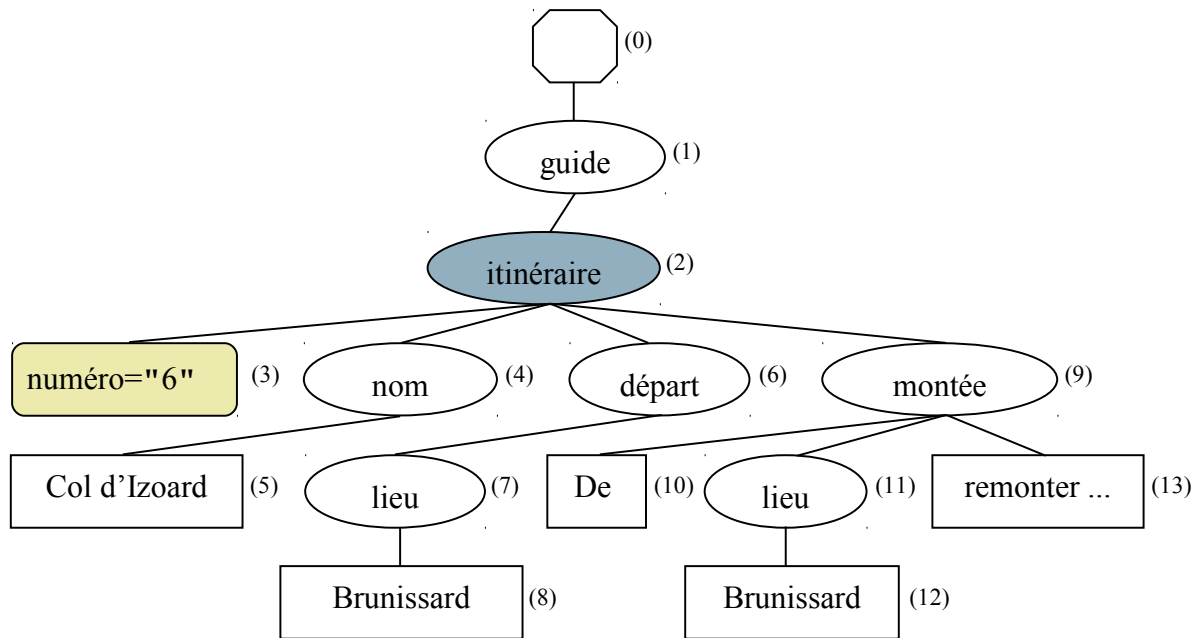 (0)
guide (1)
itinéraire (2)
numéro="6" (3) nom (4) départ (6) montée (9)
Col d’Izoard (5) lieu (7) De (10) lieu (11) remonter ... (13)
Brunissard (8) Brunissard (12)